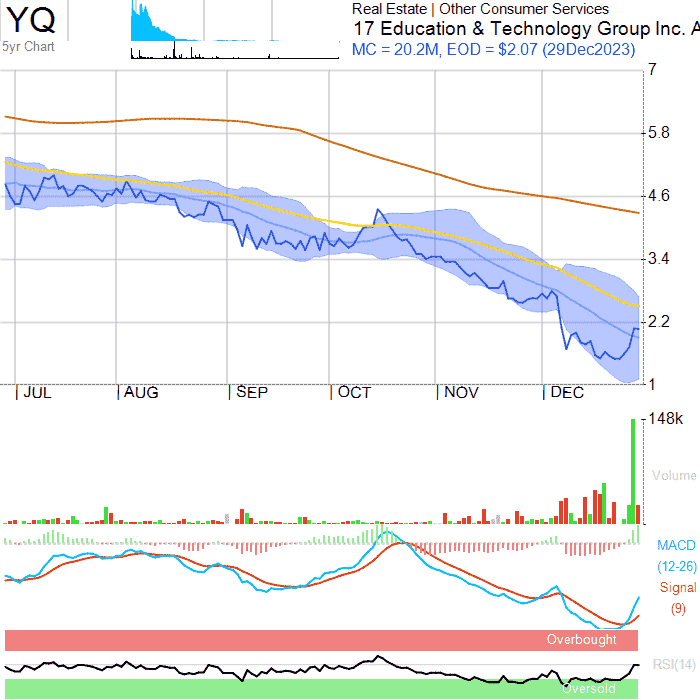 YQ
5yr Chart
Real Estate | Other Consumer Services
17 Education & Technology Group Inc. A
MC = 20.2M, EOD = $2.07 (29Dec2023)
7
5.8
4.6
3.4
2.2
1
JUL AUG SEP OCT NOV DEC
148k
Volume
MACD
(12-26)
Signal
(9)
Overbought
RSI(14)
Oversold